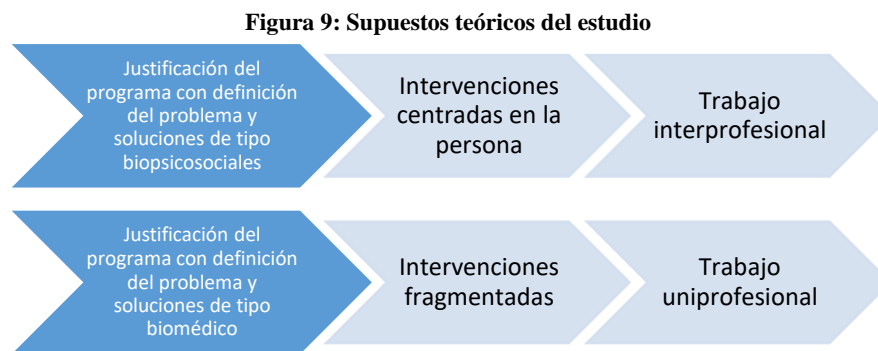 Figura 9: Supuestos teóricos del estudio
Justificación del
programa con definición
del problema y
soluciones de tipo
biopsicosociales
Intervenciones
centradas en la
persona
Trabajo
interprofesional
Justificación del
programa con definición
del problema y
soluciones de tipo
biomédico
Intervenciones
fragmentadas
Trabajo
uniprofesional